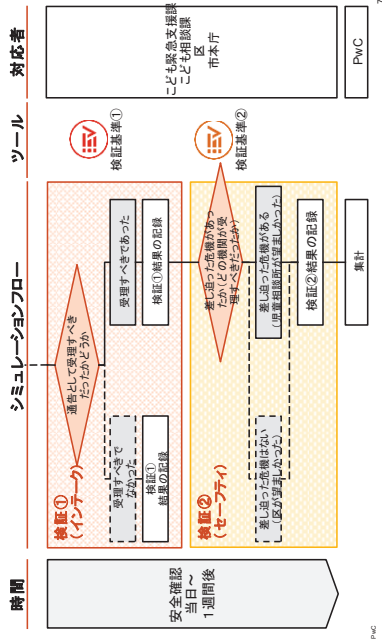 時間
シミュレーションフロー
ツール
対応者
安全確認
当日～
1週間後
検証①
（インテーク）
通告として受理すべき
だったかどうか
受理すべきで
なかった
受理すべきであった
検証①
結果の記録
検証①結果の記録
検証基準①
検証②
（セーフティ）
差し迫った危機があっ
たか（どの機関が受
理すべきだったか）
差し迫った危機はない
（区が望ましかった）
差し迫った危機がある
（児童相談所が望ましかった）
検証②結果の記録
検証基準②
こども緊急支援課
こども相談課
区
市本庁
集計
PwC
PwC
7